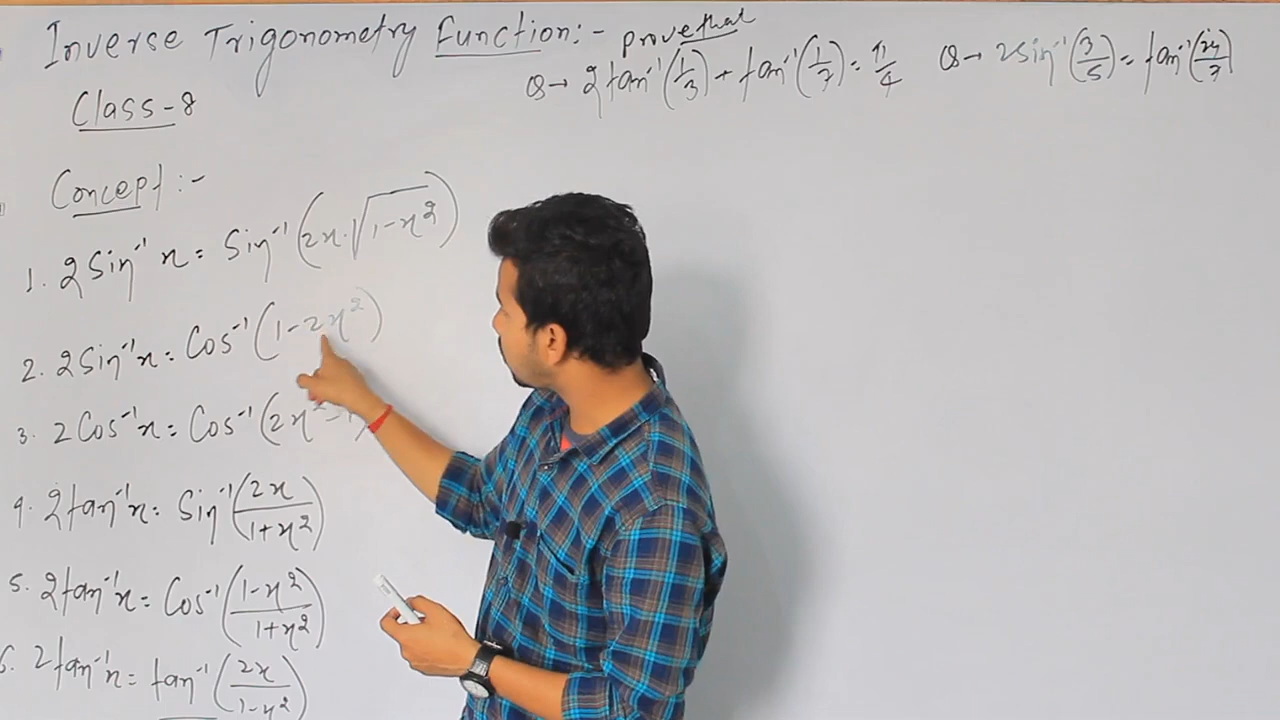 Inverse Trigonometry Function:-
prove that
Q→ 2tan⁻¹(1/3) + tan⁻¹(1/7) = π/4
Q→ 2sin⁻¹(3/5) = tan⁻¹(24/7)
Class-8
Concept :-
1. 2Sin⁻¹ x = Sin⁻¹ (2x.√1-x²)
2. 2Sin⁻¹x = Cos⁻¹ (1-2x²)
3. 2Cos⁻¹x = Cos⁻¹ (2x²-1)
4. 2tan⁻¹x = Sin⁻¹(2x/1+x²)
5. 2tan⁻¹x = Cos⁻¹(1-x²/1+x²)
6. 2tan⁻¹x = tan⁻¹(2x/1-x²)